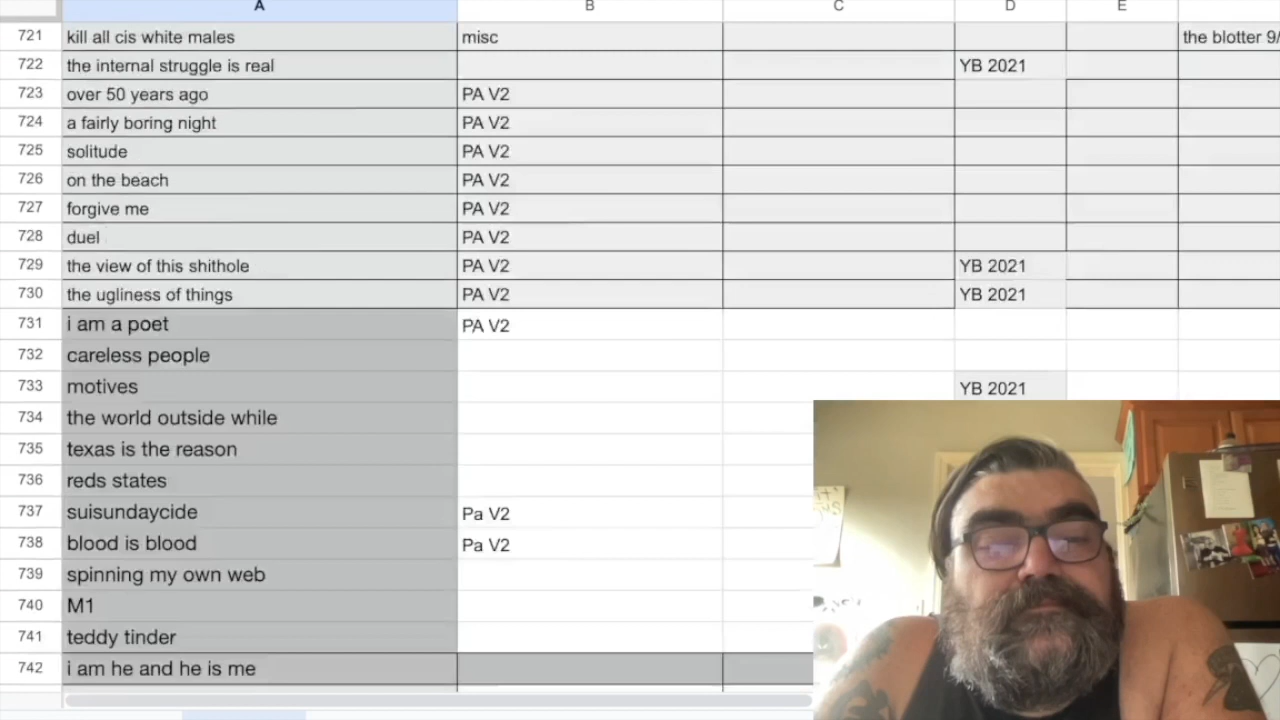 A B C D E
721 kill all cis white males misc the blotter 9/
722 the internal struggle is real YB 2021
723 over 50 years ago PA V2
724 a fairly boring night PA V2
725 solitude PA V2
726 on the beach PA V2
727 forgive me PA V2
728 duel PA V2
729 the view of this shithole PA V2 YB 2021
730 the ugliness of things PA V2 YB 2021
731 i am a poet PA V2
732 careless people
733 motives YB 2021
734 the world outside while
735 texas is the reason
736 reds states
737 suisundaycide Pa V2
738 blood is blood Pa V2
739 spinning my own web
740 M1
741 teddy tinder
742 i am he and he is me